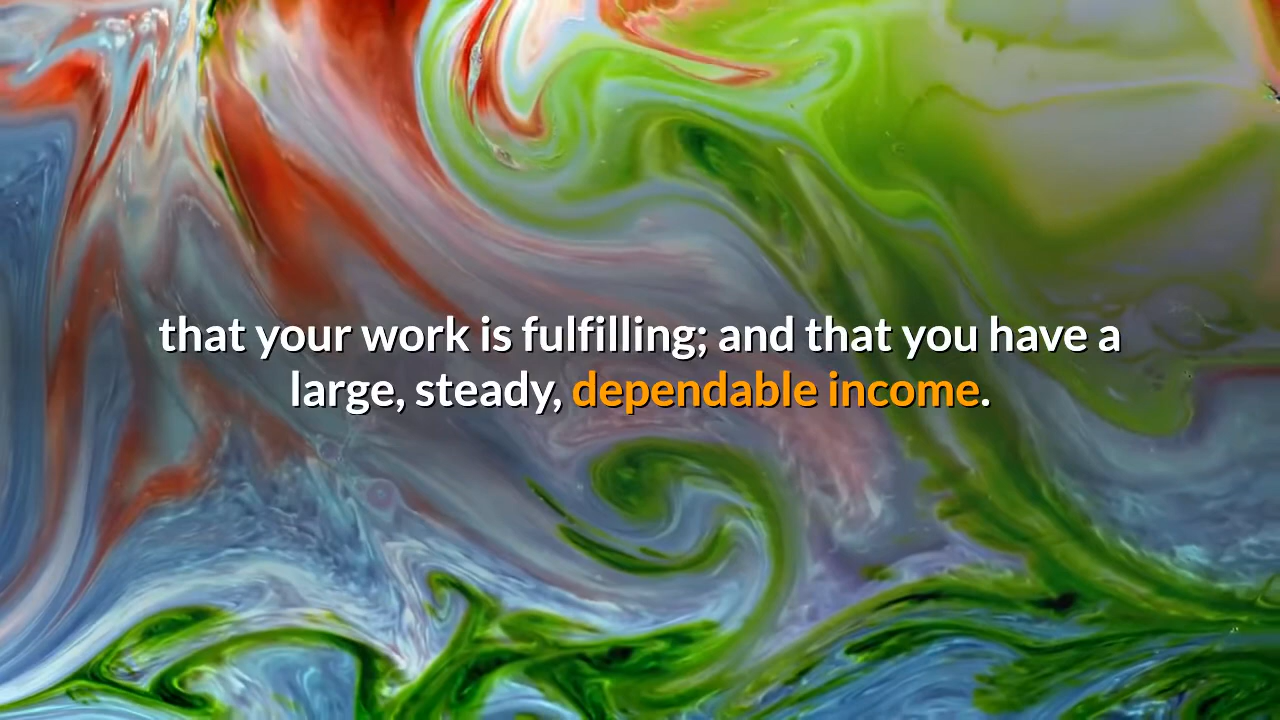 that your work is fulfilling; and that you have a
large, steady, dependable income.